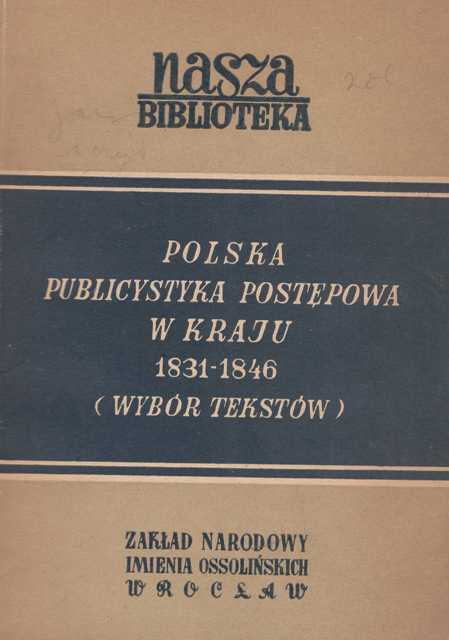 nasza
BIBLIOTEKA
POLSKA
PUBLICYSTYKA POSTĘPOWA
W KRAJU
1831-1846
(WYBÓR TEKSTÓW)
ZAKŁAD NARODOWY
IMIENIA OSSOLIŃSKICH
WROCŁAW